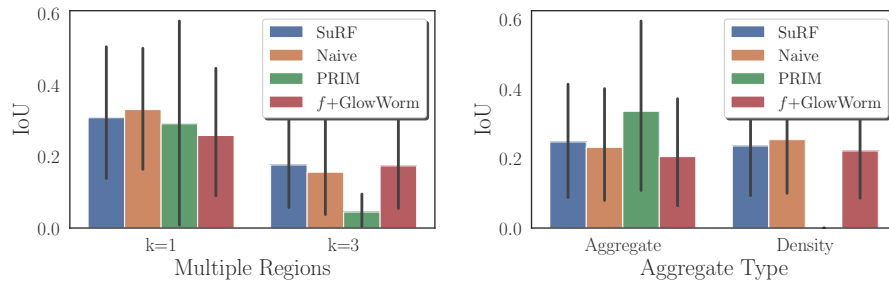 0.6
0.4
0.2
0.0
IoU
SuRF
Naive
PRIM
f+GlowWorm
k=1
k=3
Multiple Regions
0.6
0.4
0.2
0.0
IoU
SuRF
Naive
PRIM
f+GlowWorm
Aggregate
Density
Aggregate Type